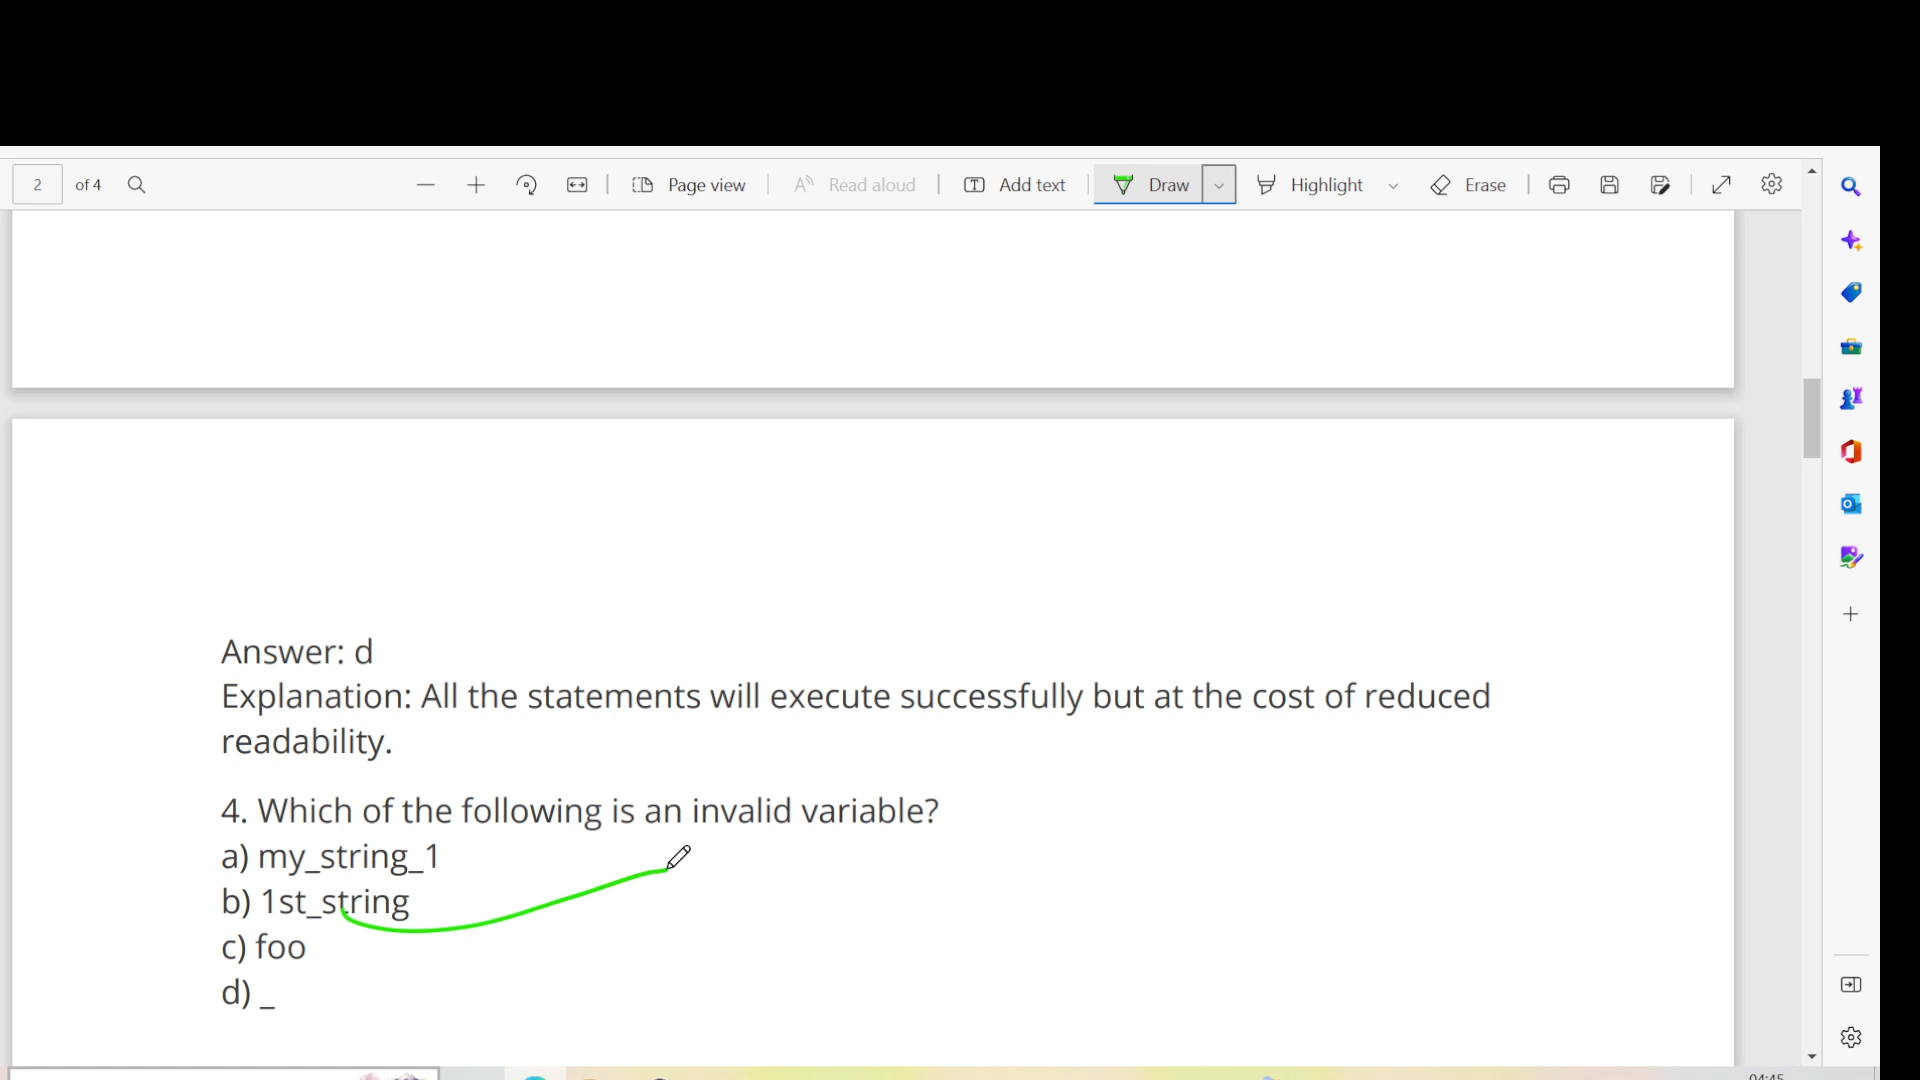 2 of 4 Page view Read aloud Add text Draw Highlight Erase
Answer: d
Explanation: All the statements will execute successfully but at the cost of reduced
readability.
4. Which of the following is an invalid variable?
a) my_string_1
b) 1st_string
c) foo
d) _